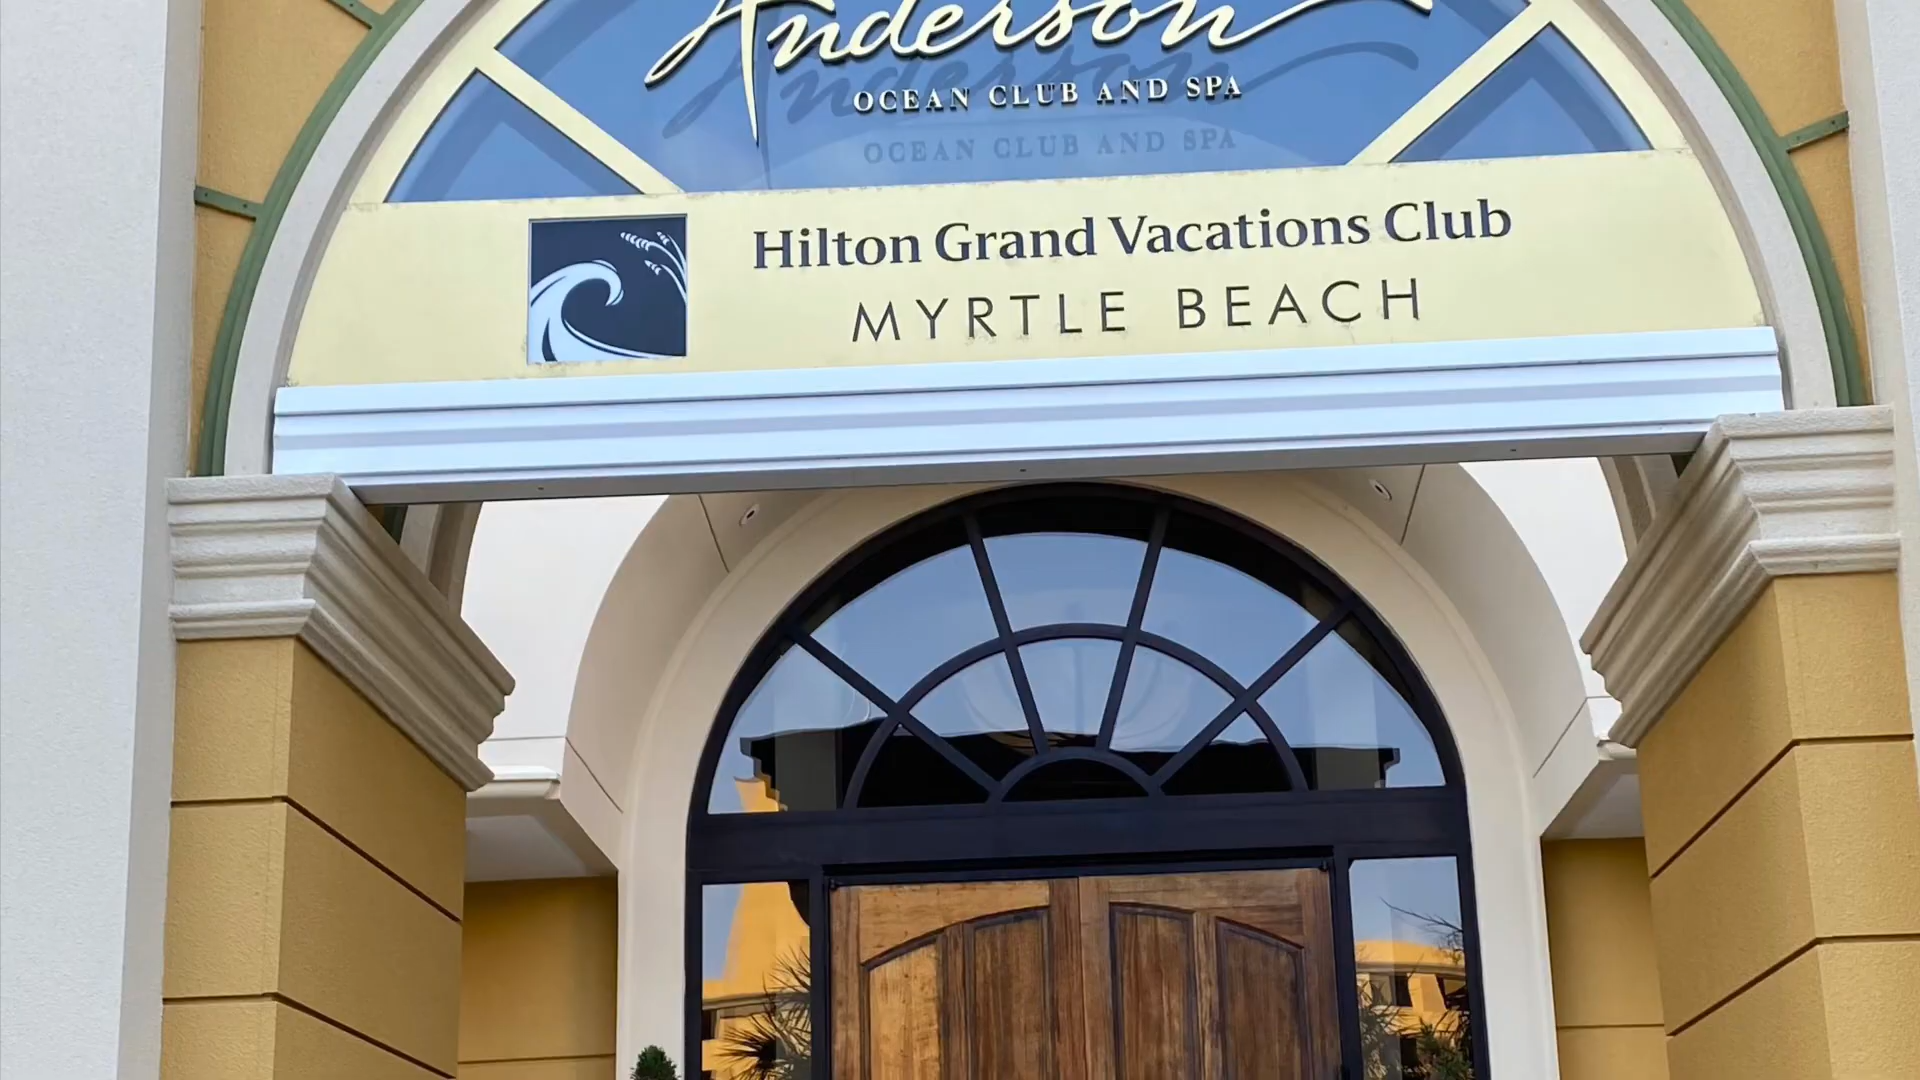 Anderson
OCEAN CLUB AND SPA
Hilton Grand Vacations Club
MYRTLE BEACH